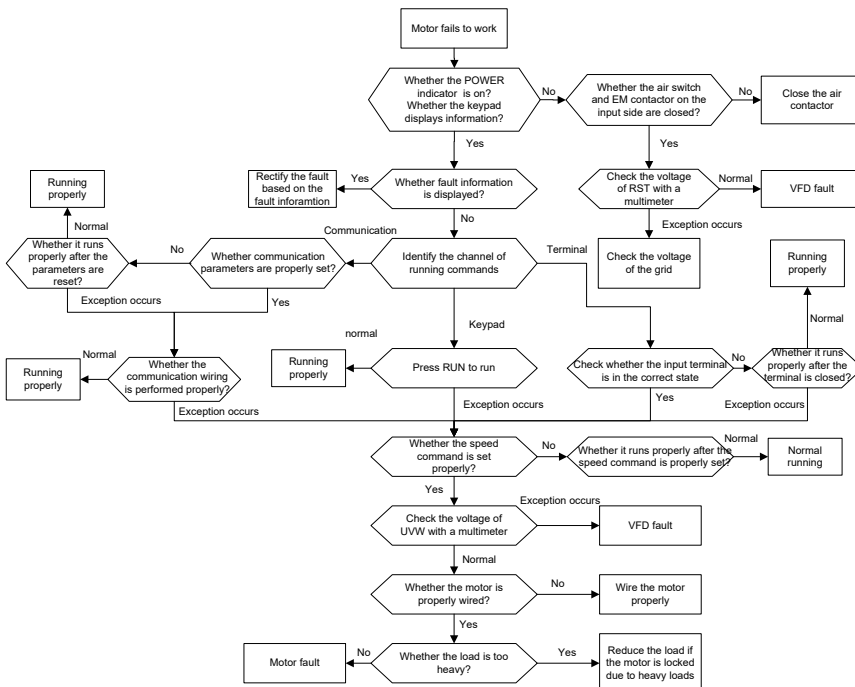 Motor fails to work
Whether the POWER
indicator is on?
Whether the keypad
displays information?
No
Whether the air switch
and EM contactor on the
input side are closed?
No
Close the air
contactor
Yes
Yes
Rectify the fault
based on the
fault inforamtion
Yes
Whether fault information
is displayed?
Check the voltage
of RST with a
multimeter
Normal
VFD fault
Running
properly
Normal
No
Exception occurs
Communication
Whether it runs
properly after the
parameters are
reset?
No
Whether communication
parameters are properly set?
Identify the channel of
running commands
Terminal
Check the voltage
of the grid
Running
properly
Exception occurs
Yes
Keypad
Normal
Running
properly
Normal
Whether the
communication wiring
is performed properly?
normal
Running
properly
Press RUN to run
Check whether the input terminal
is in the correct state
No
Whether it runs
properly after the
terminal is closed?
Exception occurs
Exception occurs
Yes
Exception occurs
Whether the speed
command is set
properly?
No
Whether it runs properly after the
speed command is properly set?
Normal
Normal
running
Yes
Exception occurs
Check the voltage of
UVW with a multimeter
VFD fault
Normal
Whether the motor is
properly wired?
No
Wire the motor
properly
Yes
Motor fault
No
Whether the load is too
heavy?
Yes
Reduce the load if
the motor is locked
due to heavy loads